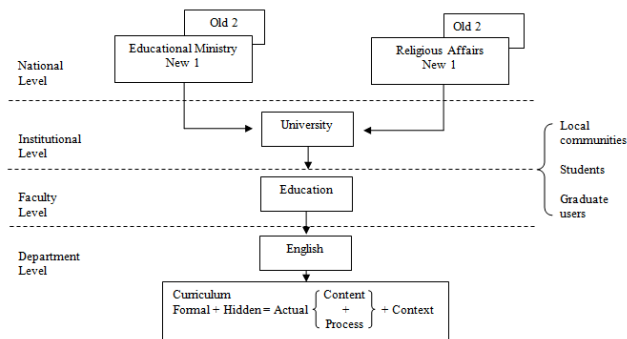 Old 2
Educational Ministry
New 1
Old 2
Religious Affairs
New 1
National
Level
University
Institutional
Level
Local
communities
Students
Graduate
users
Education
Faculty
Level
English
Department
Level
Curriculum
Formal + Hidden = Actual { Content + Process } + Context